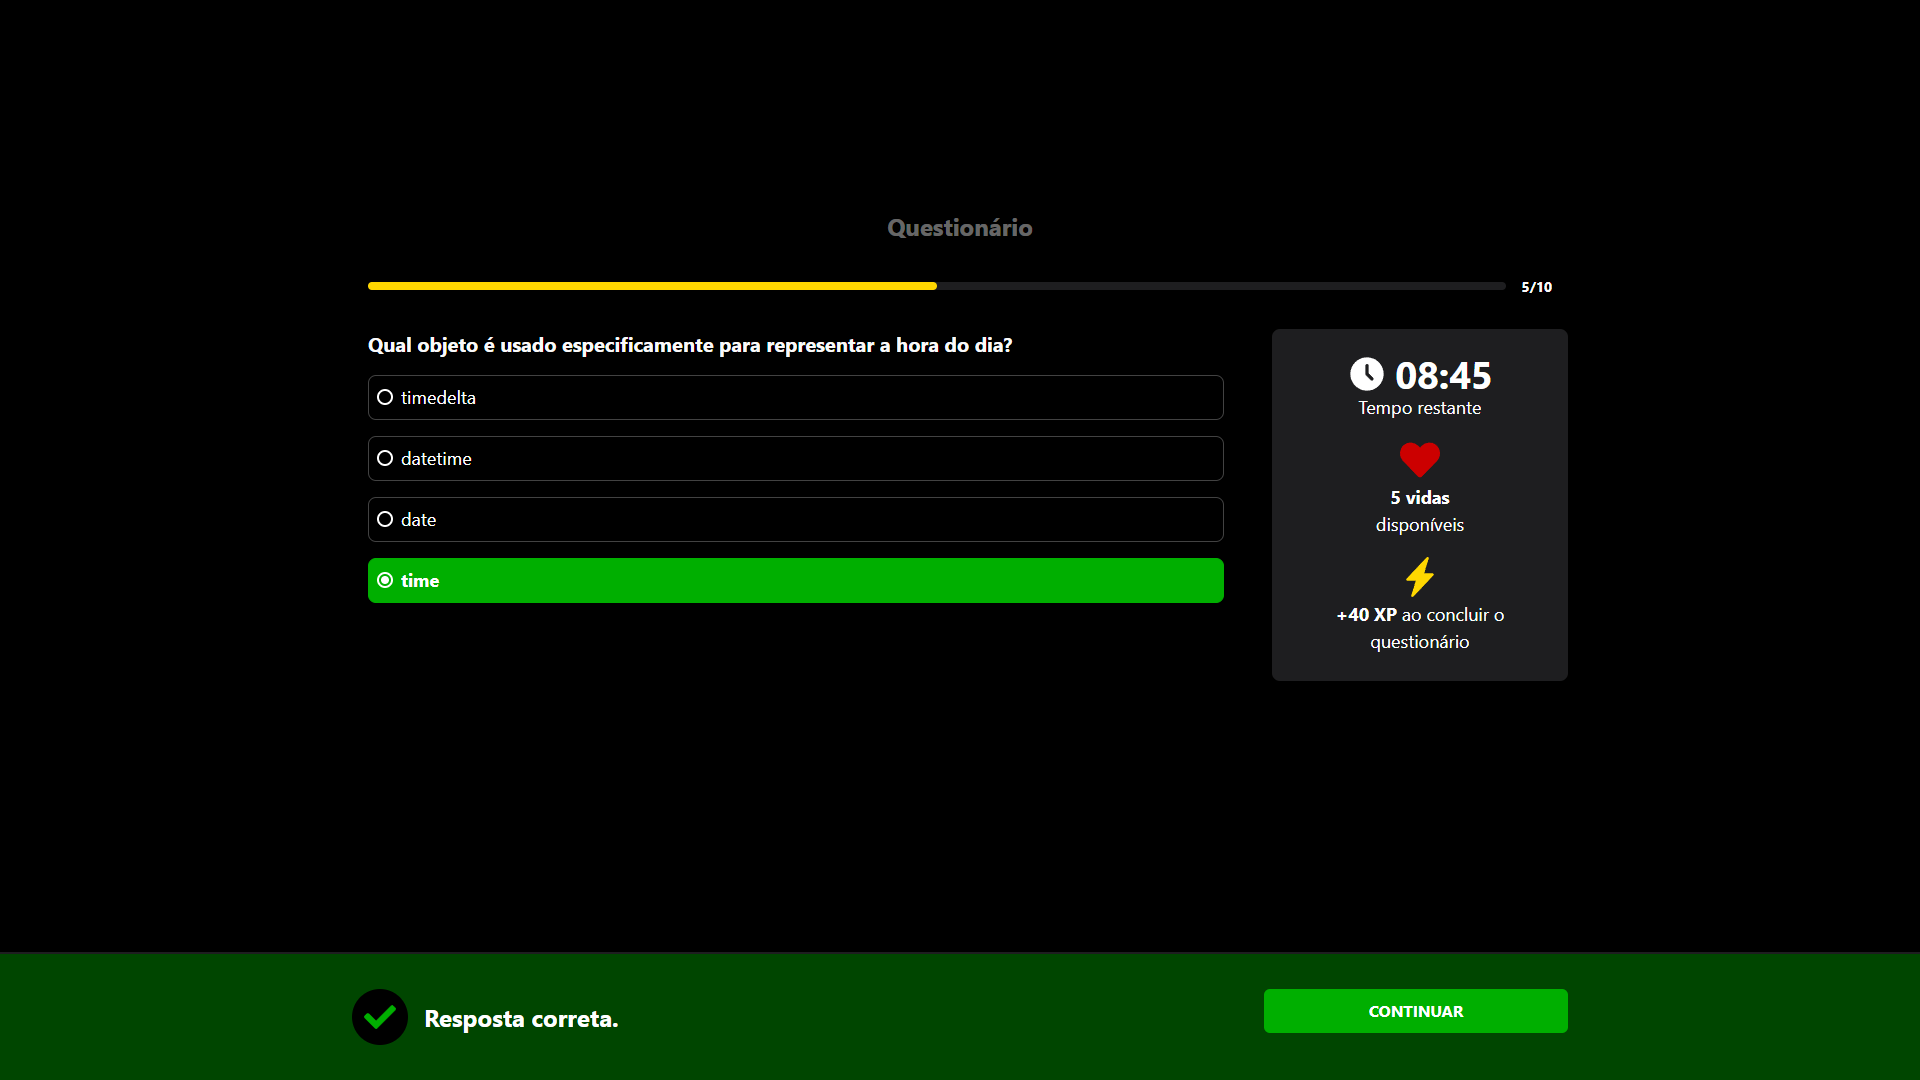 Questionário
5/10
Qual objeto é usado especificamente para representar a hora do dia?
timedelta
datetime
date
time
08:45
Tempo restante
5 vidas
disponíveis
+40 XP ao concluir o
questionário
Resposta correta.
CONTINUAR